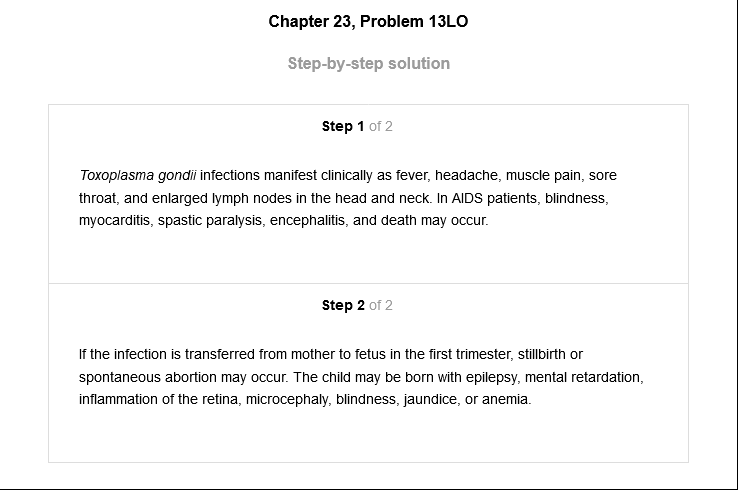 Chapter 23, Problem 13LO
Step-by-step solution
Step 1 of 2
Toxoplasma gondii infections manifest clinically as fever, headache, muscle pain, sore
throat, and enlarged lymph nodes in the head and neck. In AIDS patients, blindness,
myocarditis, spastic paralysis, encephalitis, and death may occur.
Step 2 of 2
If the infection is transferred from mother to fetus in the first trimester, stillbirth or
spontaneous abortion may occur. The child may be born with epilepsy, mental retardation,
inflammation of the retina, microcephaly, blindness, jaundice, or anemia.